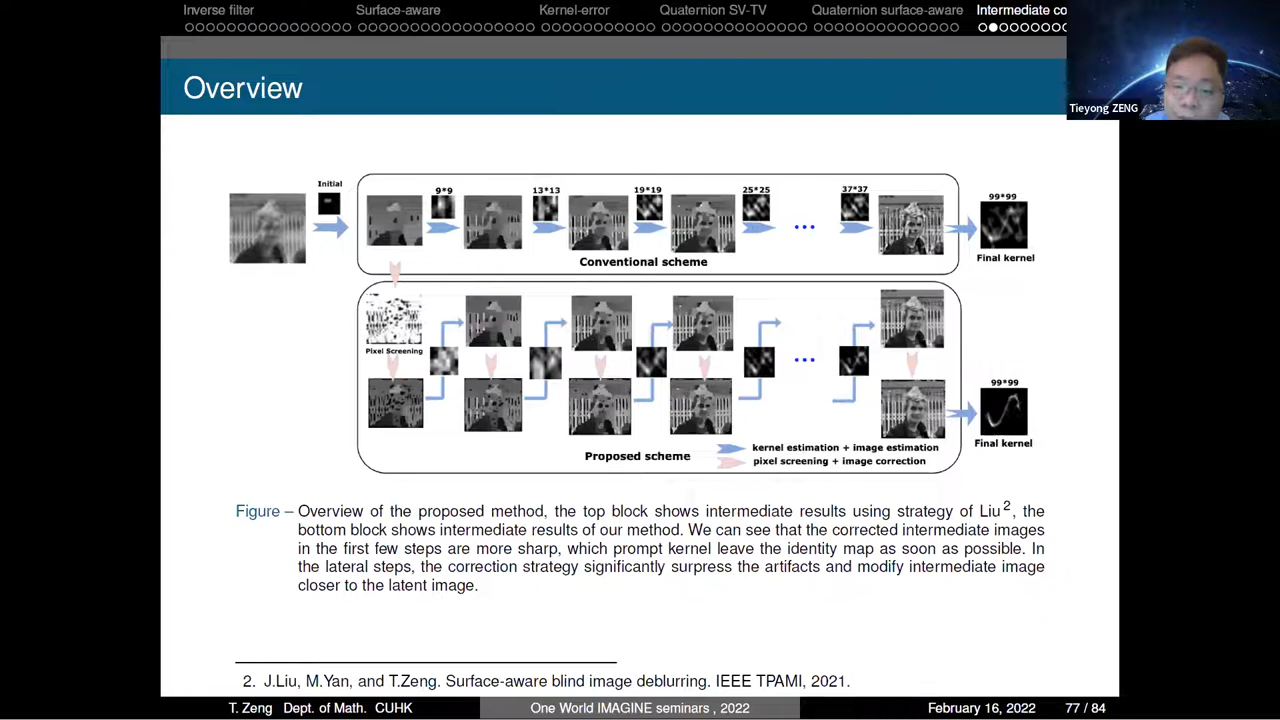 Inverse filter Surface-aware Kernel-error Quaternion SV-TV Quaternion surface-aware Intermediate co
Overview
Tieyong ZENG
Initial
9*9 13*13 19*19 25*25 37*37
99*99
Final kernel
Conventional scheme
Pixel Screening
99*99
Final kernel
kernel estimation + image estimation
Proposed scheme
pixel screening + image correction
Figure – Overview of the proposed method, the top block shows intermediate results using strategy of Liu 2, the
bottom block shows intermediate results of our method. We can see that the corrected intermediate images
in the first few steps are more sharp, which prompt kernel leave the identity map as soon as possible. In
the lateral steps, the correction strategy significantly surpress the artifacts and modify intermediate image
closer to the latent image.
2. J.Liu, M.Yan, and T.Zeng. Surface-aware blind image deblurring. IEEE TPAMI, 2021.
T. Zeng Dept. of Math. CUHK One World IMAGINE seminars , 2022 February 16, 2022 77 / 84